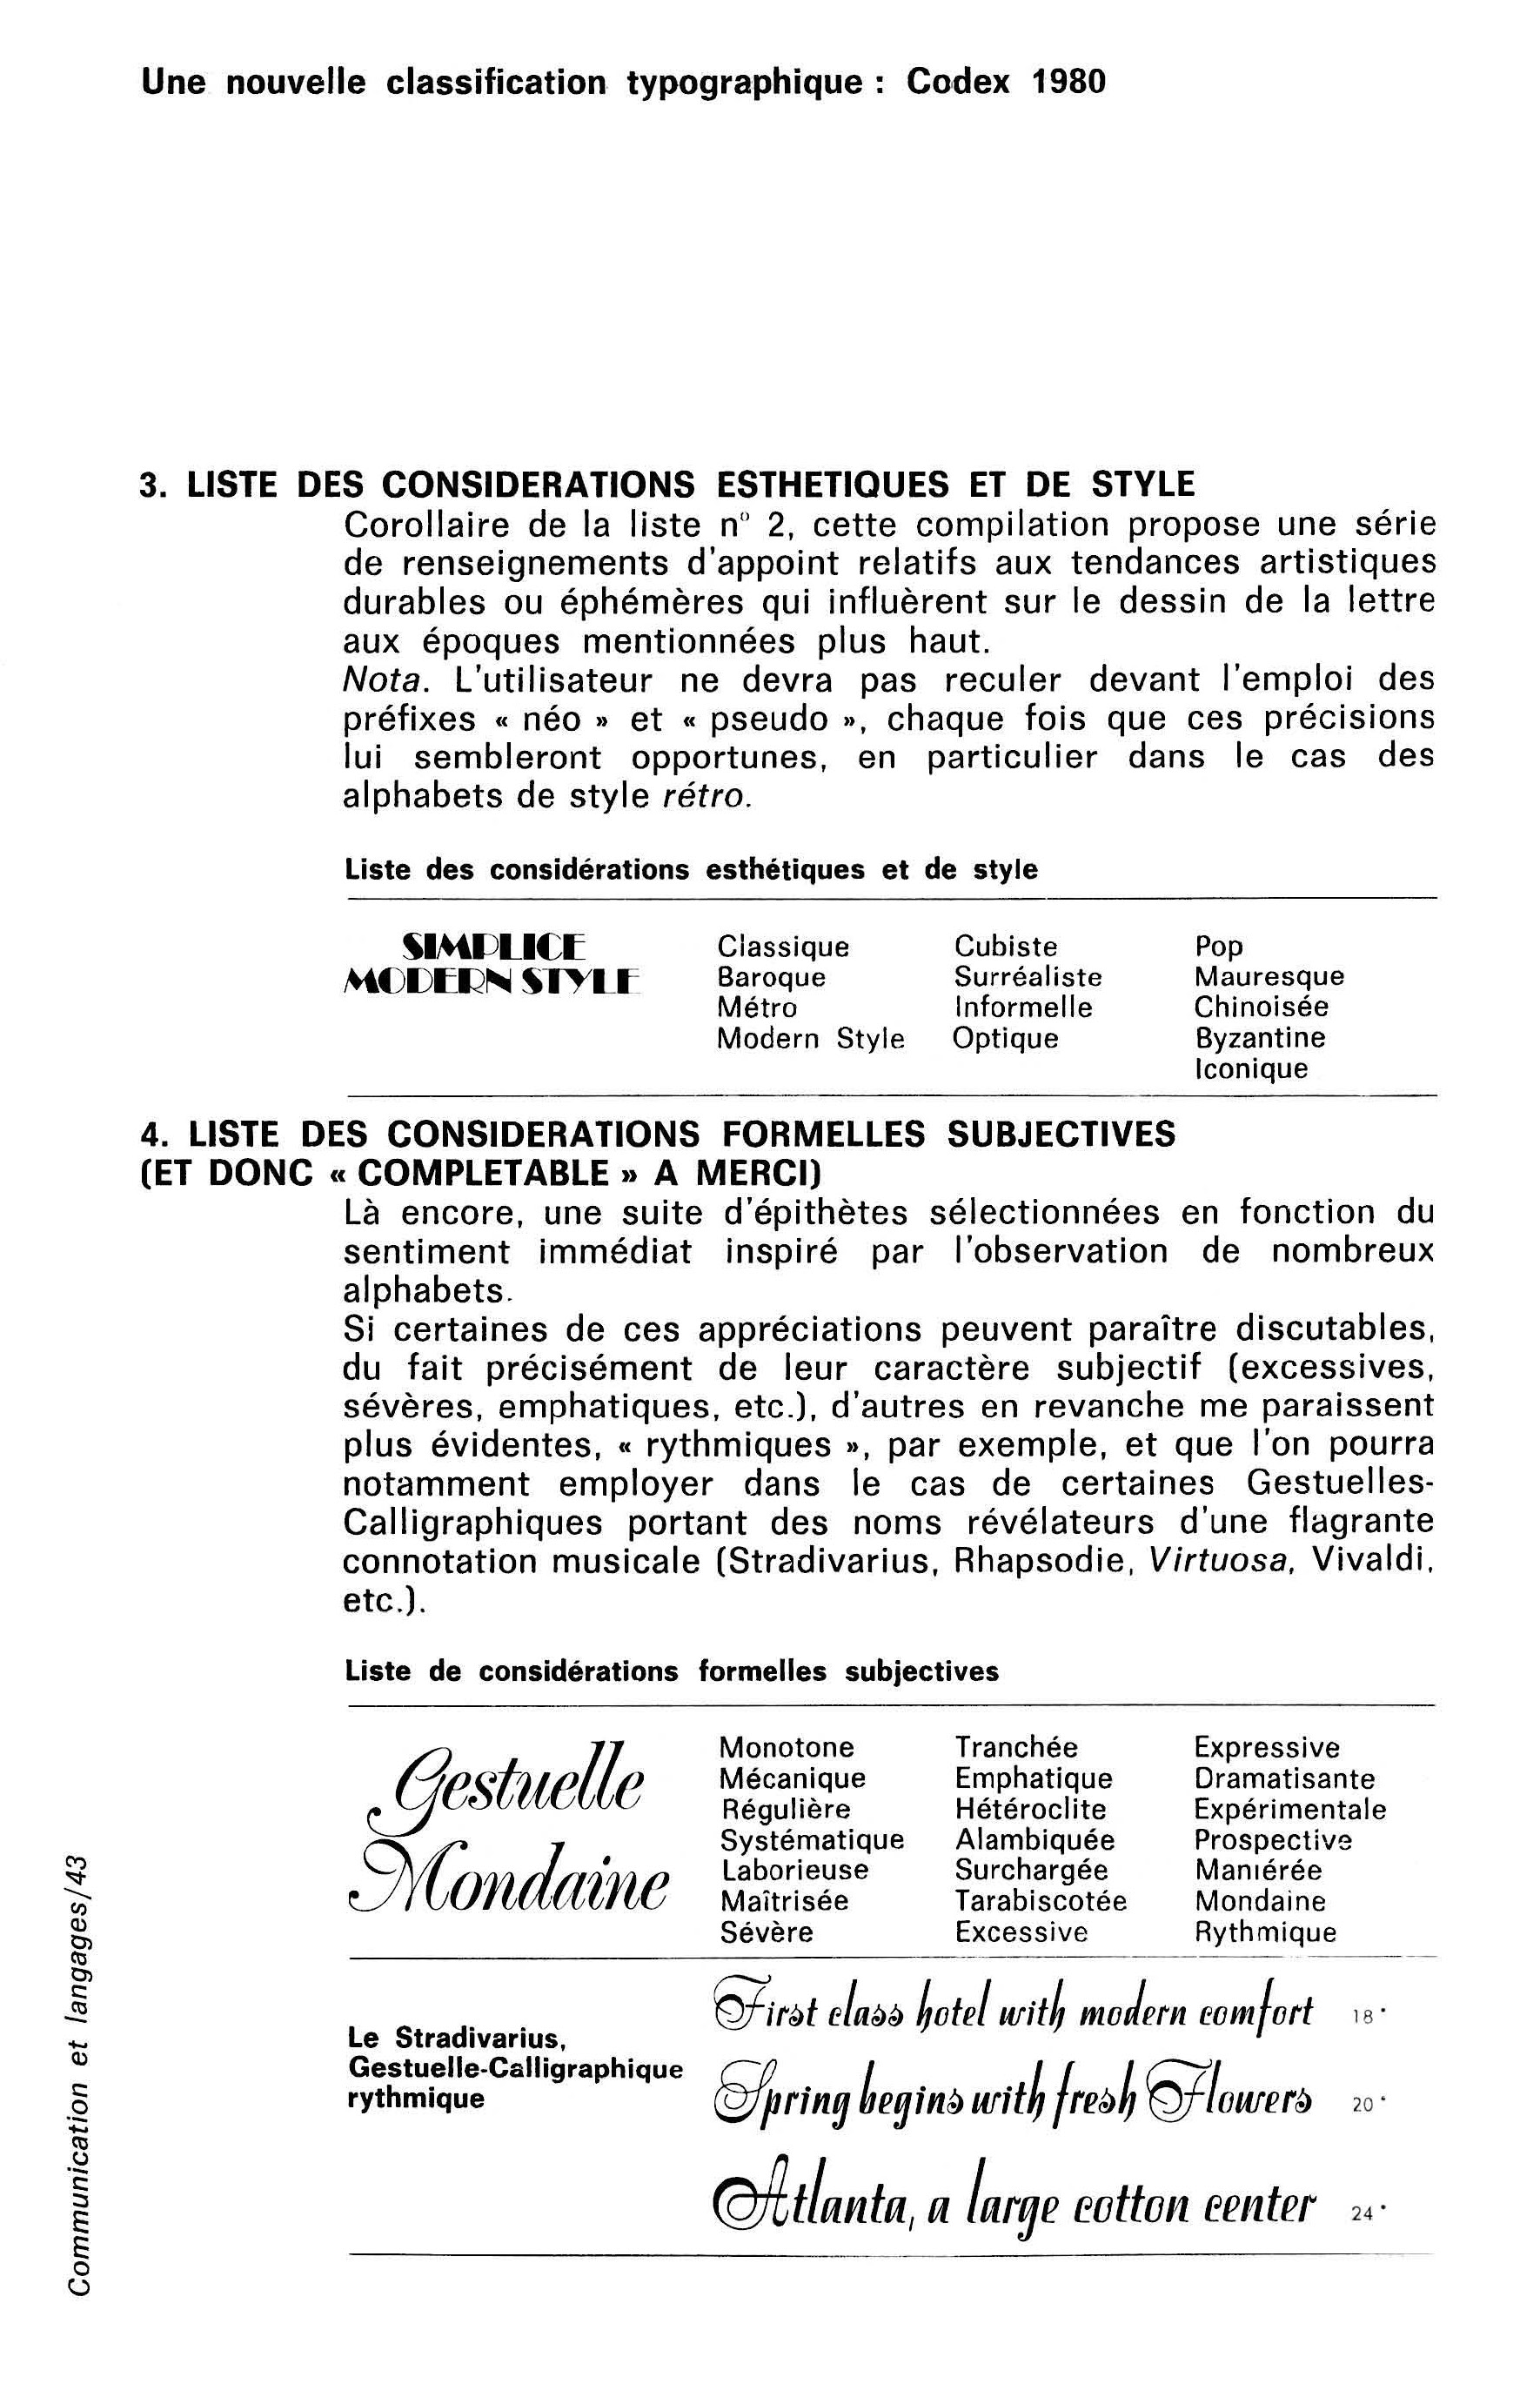 Une nouvelle classification typographique : Codex 1980
3. LISTE DES CONSIDERATIONS ESTHETIQUES ET DE STYLE
Corollaire de la liste n° 2, cette compilation propose une série
de renseignements d'appoint relatifs aux tendances artistiques
durables ou éphémères qui influèrent sur le dessin de la lettre
aux époques mentionnées plus haut.
Nota. L'utilisateur ne devra pas reculer devant l'emploi des
préfixes « néo » et « pseudo », chaque fois que ces précisions
lui sembleront opportunes, en particulier dans le cas des
alphabets de style rétro.
Liste des considérations esthétiques et de style
SIMPLICE
MODERN STYLE
Classique Cubiste Pop
Baroque Surréaliste Mauresque
Métro Informelle Chinoisée
Modern Style Optique Byzantine
Iconique
4. LISTE DES CONSIDERATIONS FORMELLES SUBJECTIVES
(ET DONC « COMPLETABLE » A MERCI)
Là encore, une suite d'épithètes sélectionnées en fonction du
sentiment immédiat inspiré par l'observation de nombreux
alphabets.
Si certaines de ces appréciations peuvent paraître discutables,
du fait précisément de leur caractère subjectif (excessives,
sévères, emphatiques, etc.), d'autres en revanche me paraissent
plus évidentes, « rythmiques », par exemple, et que l'on pourra
notamment employer dans le cas de certaines Gestuelles-
Calligraphiques portant des noms révélateurs d'une flagrante
connotation musicale (Stradivarius, Rhapsodie, Virtuosa, Vivaldi,
etc.).
Liste de considérations formelles subjectives
Gestuelle
Mondaine
Monotone Tranchée Expressive
Mécanique Emphatique Dramatisante
Régulière Hétéroclite Expérimentale
Systématique Alambiquée Prospective
Laborieuse Surchargée Maniérée
Maîtrisée Tarabiscotée Mondaine
Sévère Excessive Rythmique
Le Stradivarius,
Gestuelle-Calligraphique
rythmique
First class hotel with modern comfort 18·
Spring begins with fresh Flowers 20·
Atlanta, a large cotton center 24·
Communication et langages/43